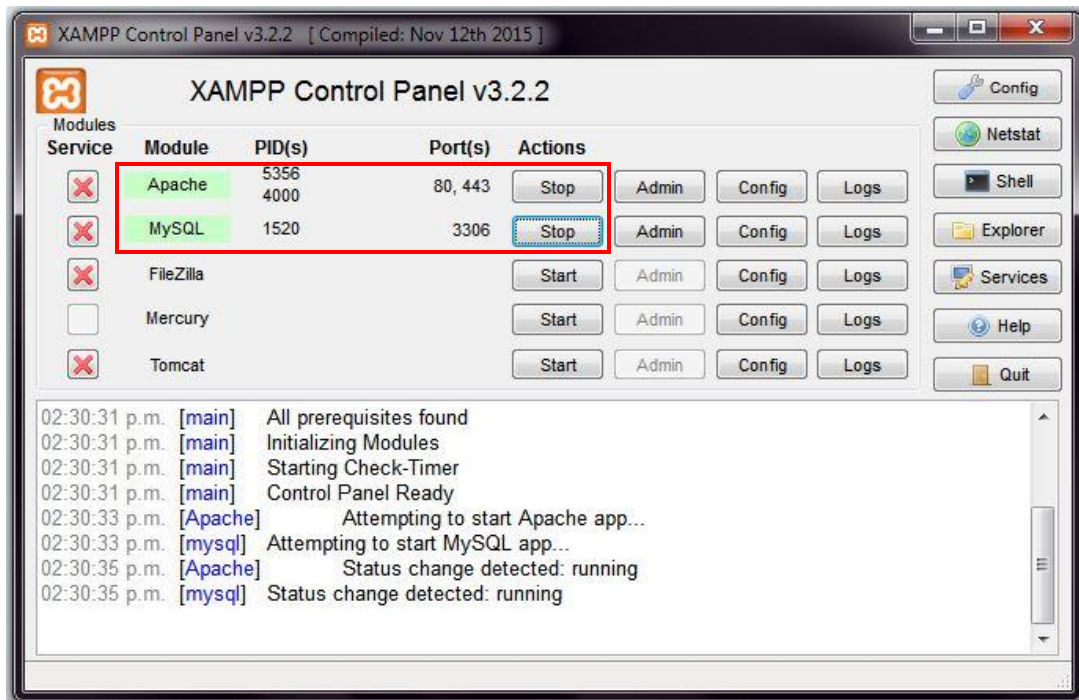 XAMPP Control Panel v3.2.2 [ Compiled: Nov 12th 2015 ]
XAMPP Control Panel v3.2.2
Config
Modules
Netstat
Service Module PID(s) Port(s) Actions
Apache 5356 4000 80, 443 Stop Admin Config Logs
Shell
MySQL 1520 3306 Stop Admin Config Logs
Explorer
FileZilla Start Admin Config Logs
Services
Mercury Start Admin Config Logs
Help
Tomcat Start Admin Config Logs
Quit
02:30:31 p.m. [main] All prerequisites found
02:30:31 p.m. [main] Initializing Modules
02:30:31 p.m. [main] Starting Check-Timer
02:30:31 p.m. [main] Control Panel Ready
02:30:33 p.m. [Apache] Attempting to start Apache app...
02:30:33 p.m. [mysql] Attempting to start MySQL app...
02:30:35 p.m. [Apache] Status change detected: running
02:30:35 p.m. [mysql] Status change detected: running